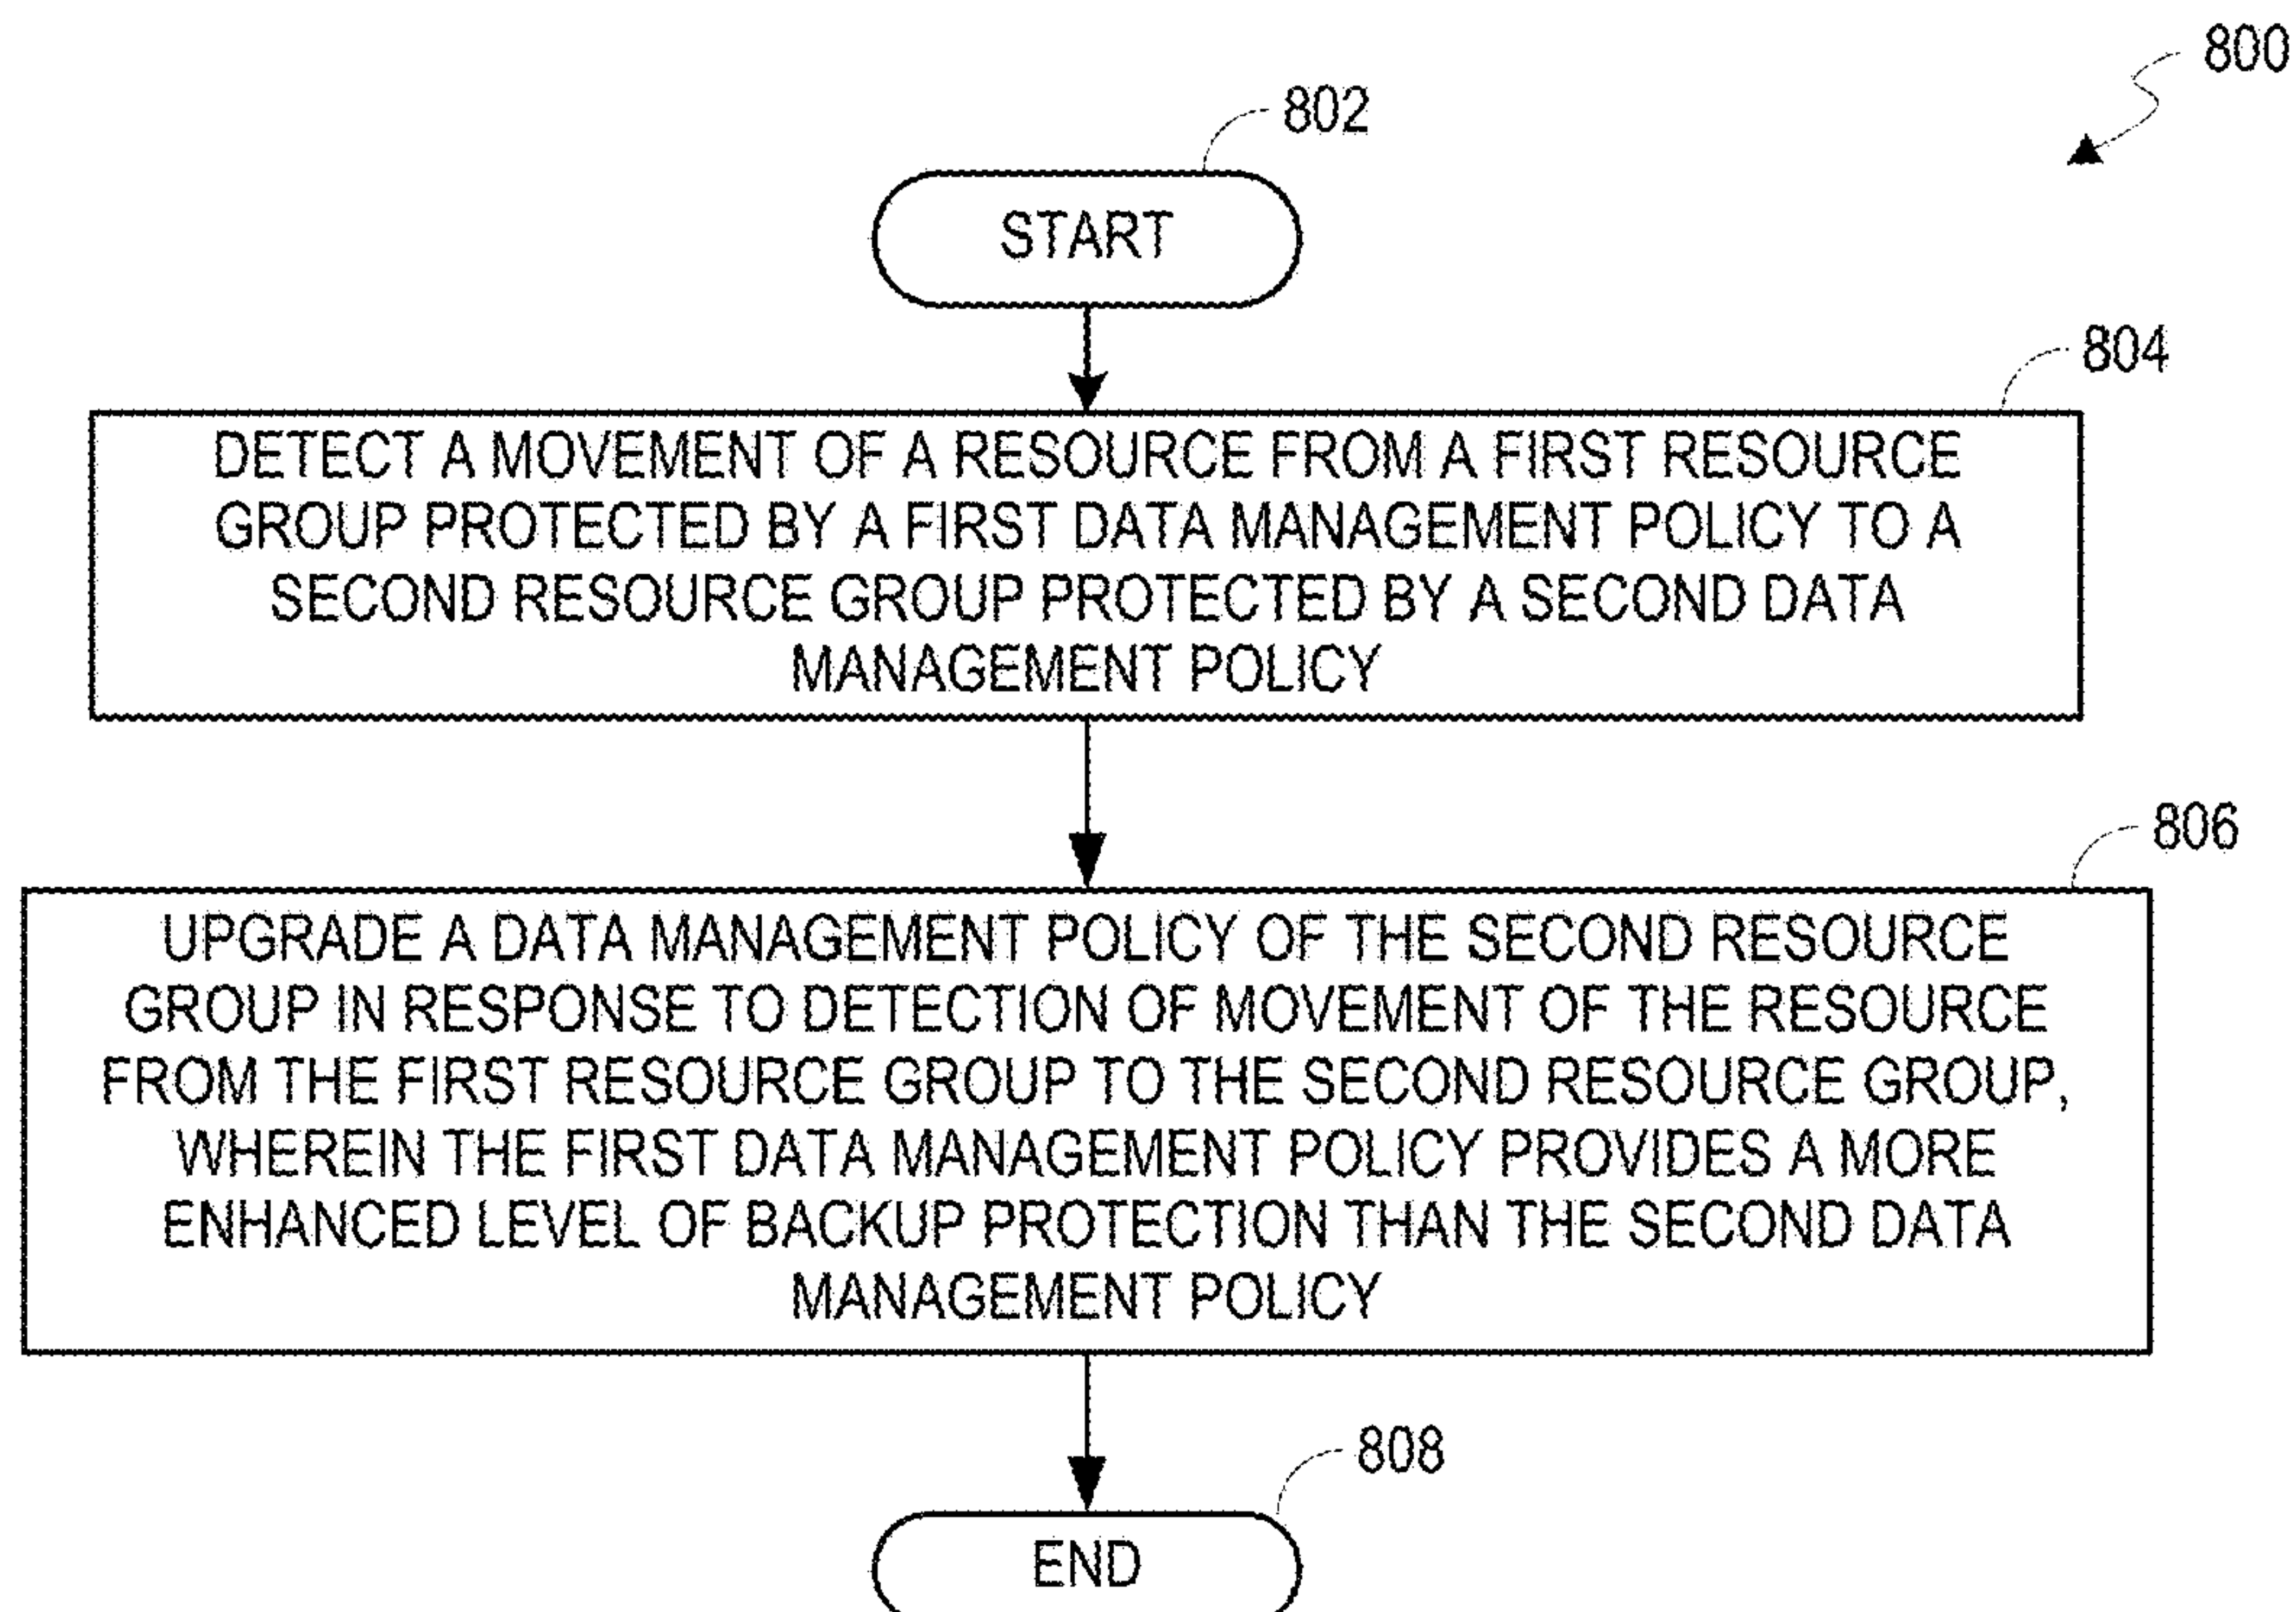 800
802
START
804
DETECT A MOVEMENT OF A RESOURCE FROM A FIRST RESOURCE
GROUP PROTECTED BY A FIRST DATA MANAGEMENT POLICY TO A
SECOND RESOURCE GROUP PROTECTED BY A SECOND DATA
MANAGEMENT POLICY
806
UPGRADE A DATA MANAGEMENT POLICY OF THE SECOND RESOURCE
GROUP IN RESPONSE TO DETECTION OF MOVEMENT OF THE RESOURCE
FROM THE FIRST RESOURCE GROUP TO THE SECOND RESOURCE GROUP,
WHEREIN THE FIRST DATA MANAGEMENT POLICY PROVIDES A MORE
ENHANCED LEVEL OF BACKUP PROTECTION THAN THE SECOND DATA
MANAGEMENT POLICY
808
END